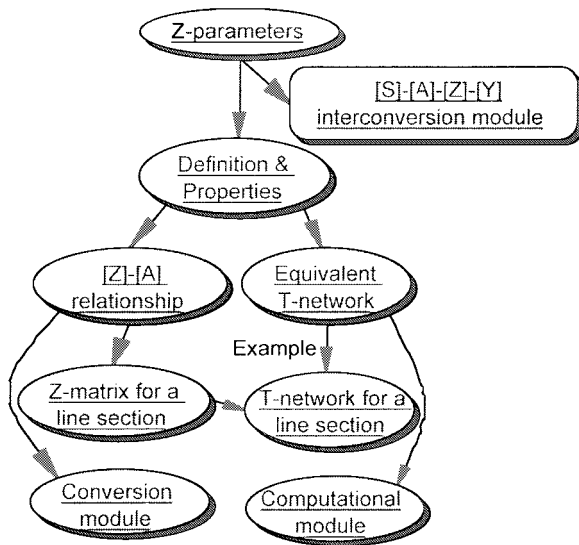 Z-parameters
[S]-[A]-[Z]-[Y]
interconversion module
Definition &
Properties
[Z]-[A]
relationship
Equivalent
T-network
Example
Z-matrix for a
line section
T-network for a
line section
Conversion
module
Computational
module